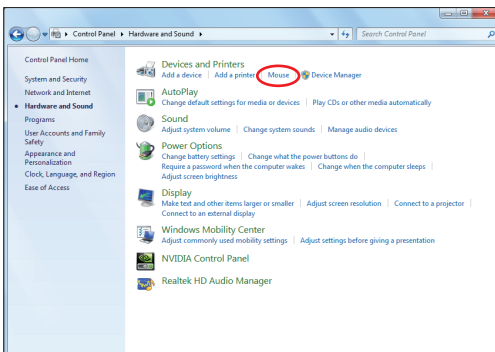 Control Panel ▸ Hardware and Sound ▸
Search Control Panel
Control Panel Home
System and Security
Network and Internet
Hardware and Sound
Programs
User Accounts and Family
Safety
Appearance and
Personalization
Clock, Language, and Region
Ease of Access
Devices and Printers
Add a device | Add a printer | Mouse | Device Manager
AutoPlay
Change default settings for media or devices | Play CDs or other media automatically
Sound
Adjust system volume | Change system sounds | Manage audio devices
Power Options
Change battery settings | Change what the power buttons do |
Require a password when the computer wakes | Change when the computer sleeps |
Adjust screen brightness
Display
Make text and other items larger or smaller | Adjust screen resolution | Connect to a projector |
Connect to an external display
Windows Mobility Center
Adjust commonly used mobility settings | Adjust settings before giving a presentation
NVIDIA Control Panel
Realtek HD Audio Manager